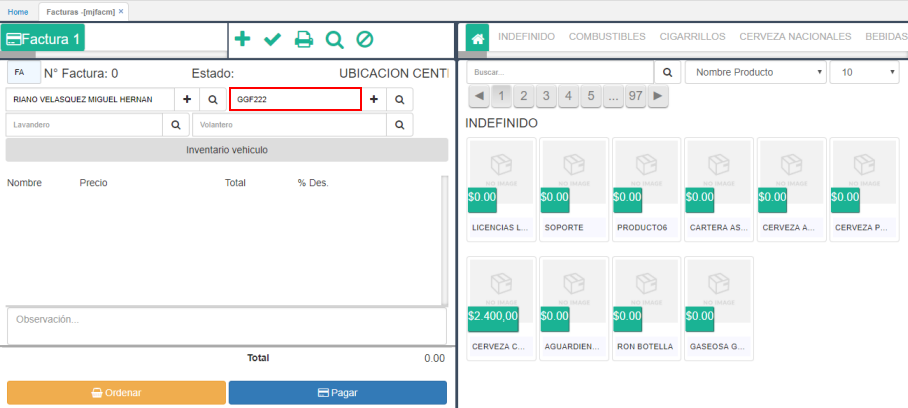 Home Facturas -[mjfacm] ×
Factura 1
INDEFINIDO COMBUSTIBLES CIGARRILLOS CERVEZA NACIONALES BEBIDAS
FA N° Factura: 0 Estado: UBICACION CENT
RIANO VELASQUEZ MIGUEL HERNAN GGF222
Lavandero Volantero
Inventario vehiculo
Nombre Precio Total % Des.
Observación...
Total 0.00
Ordenar Pagar
Buscar... Nombre Producto 10
1 2 3 4 5 ... 97
INDEFINIDO
NO IMAGE NO IMAGE NO IMAGE NO IMAGE NO IMAGE NO IMAGE
$0.00 $0.00 $0.00 $0.00 $0.00 $0.00
LICENCIAS L... SOPORTE PRODUCTO6 CARTERA AS... CERVEZA A... CERVEZA P...
NO IMAGE NO IMAGE NO IMAGE NO IMAGE
$2.400,00 $0.00 $0.00 $0.00
CERVEZA C... AGUARDIEN... RON BOTELLA GASEOSA G...